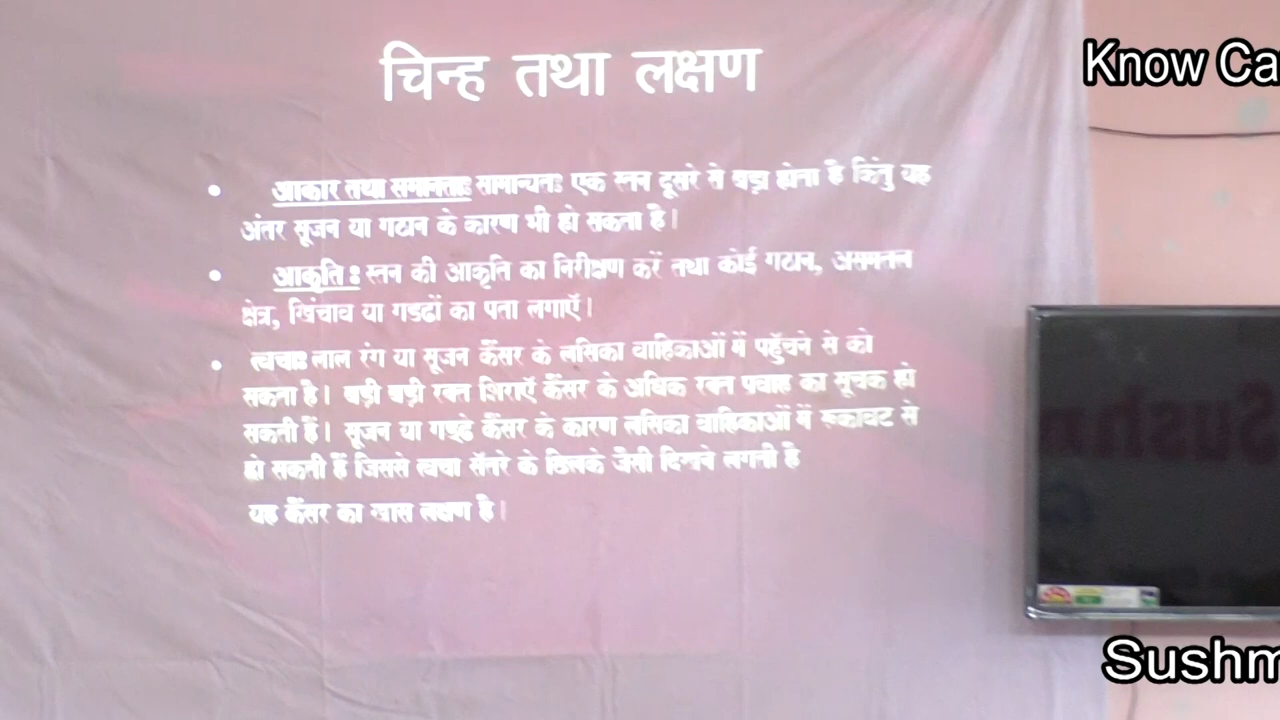 चिन्ह तथा लक्षण
Know Ca
• आकार तथा समानताः सामान्यतः एक स्तन दूसरे से बड़ा होता है किंतु यह
अंतर सूजन या गठान के कारण भी हो सकता है।
• आकृति : स्तन की आकृति का निरीक्षण करें तथा कोई गठान, असमतल
क्षेत्र, खिंचाव या गड्ढों का पता लगाऍ।
• त्वचाः लाल रंग या सूजन कैंसर के लसिका वाहिकाओं में पहुँचने से को
सकता है। बड़ी बड़ी रक्त शिराऍ कैंसर के अधिक रक्त प्रवाह का सूचक हो
सकती हैं। सूजन या गड्ढे कैंसर के कारण लसिका वाहिकाओं में रूकावट से
हो सकती हैं जिससे त्वचा संतरे के छिलके जैसी दिखने लगती है
यह कैंसर का खास लक्षण है।
Sushm